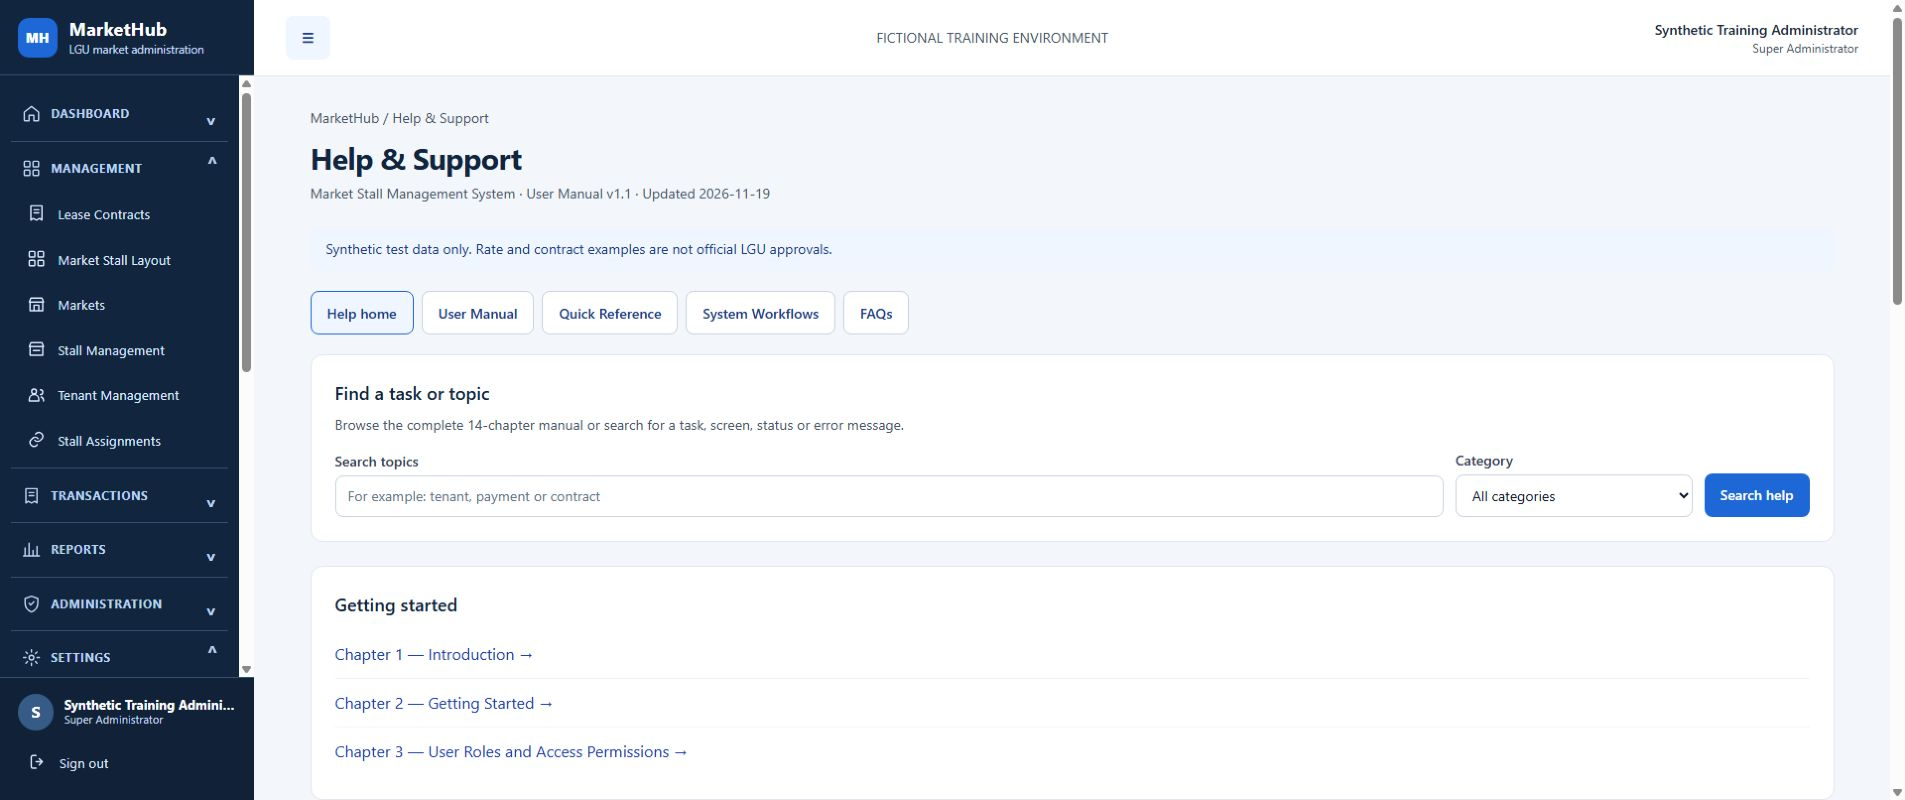 MH
MarketHub
LGU market administration
DASHBOARD
MANAGEMENT
Lease Contracts
Market Stall Layout
Markets
Stall Management
Tenant Management
Stall Assignments
TRANSACTIONS
REPORTS
ADMINISTRATION
SETTINGS
S
Synthetic Training Admini...
Super Administrator
Sign out
FICTIONAL TRAINING ENVIRONMENT
Synthetic Training Administrator
Super Administrator
MarketHub / Help & Support
Help & Support
Market Stall Management System · User Manual v1.1 · Updated 2026-11-19
Synthetic test data only. Rate and contract examples are not official LGU approvals.
Help home
User Manual
Quick Reference
System Workflows
FAQs
Find a task or topic
Browse the complete 14-chapter manual or search for a task, screen, status or error message.
Search topics
For example: tenant, payment or contract
Category
All categories
Search help
Getting started
Chapter 1 — Introduction →
Chapter 2 — Getting Started →
Chapter 3 — User Roles and Access Permissions →